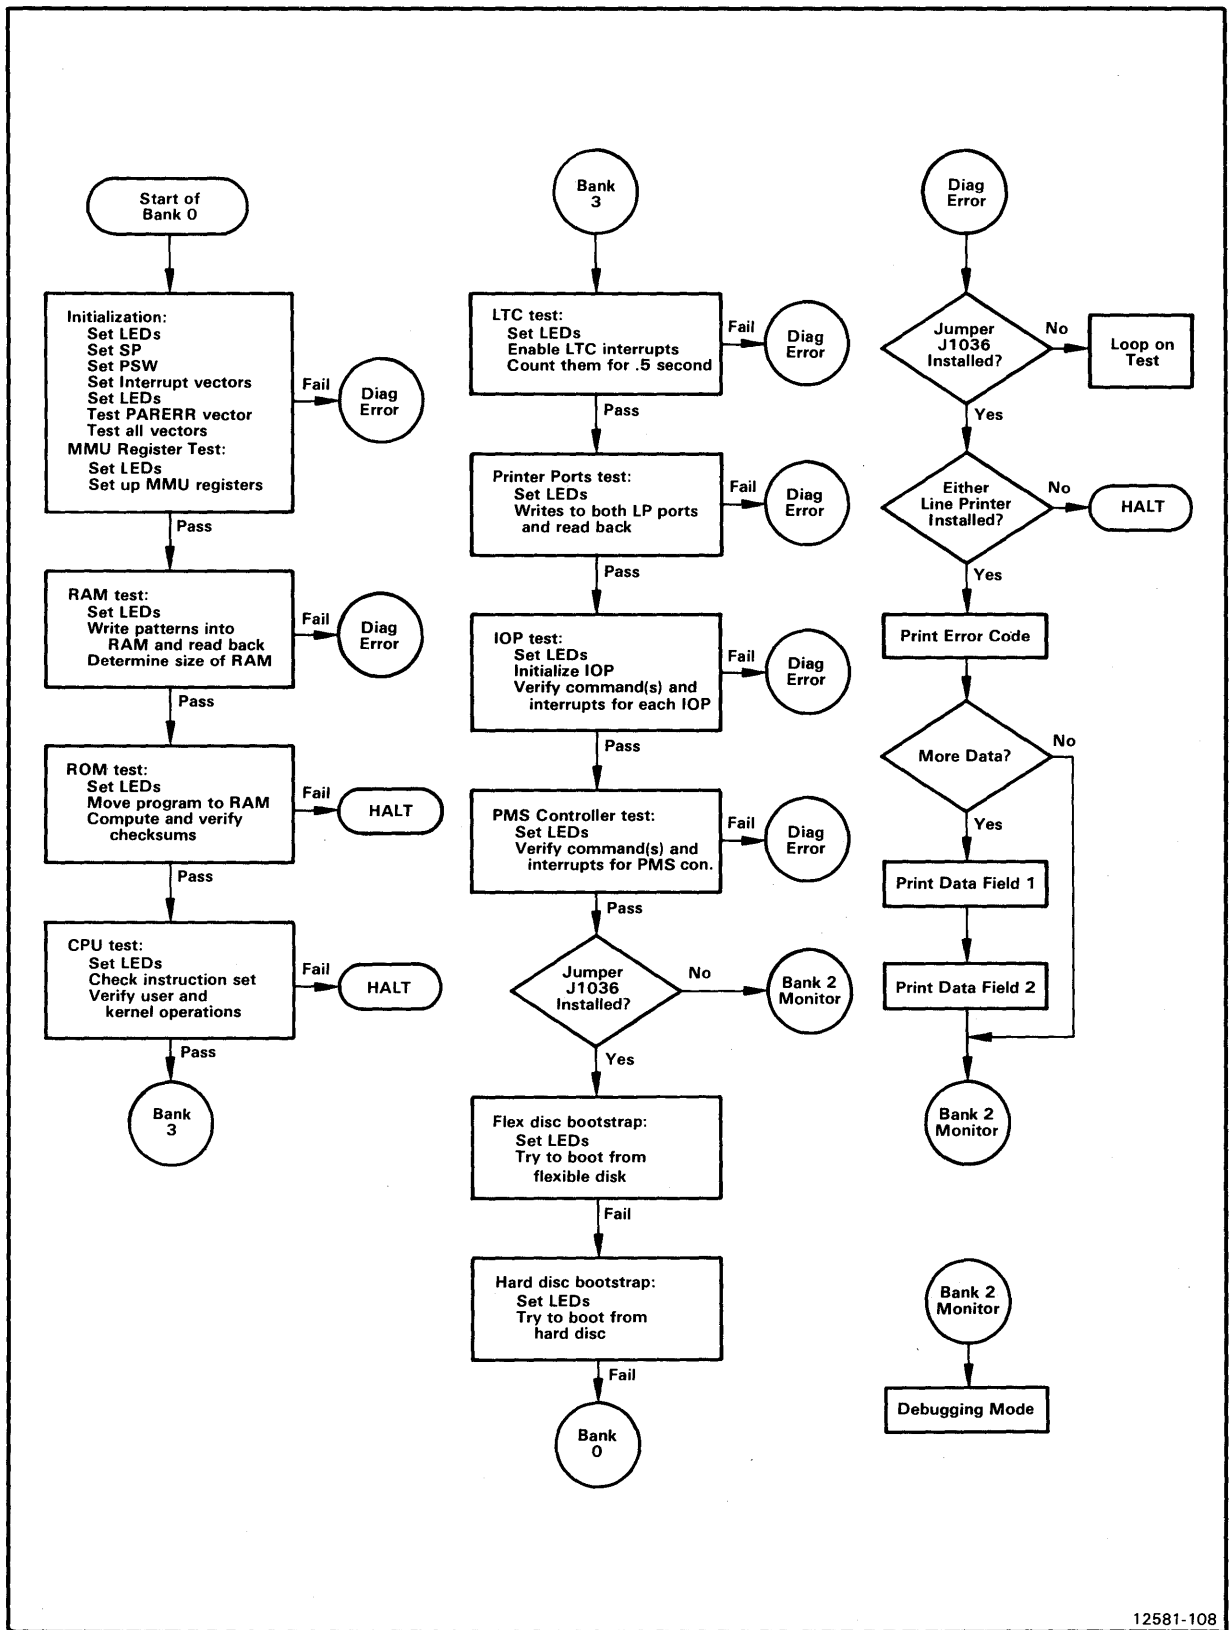 Start of
Bank 0
Initialization:
Set LEDs
Set SP
Set PSW
Set Interrupt vectors
Set LEDs
Test PARERR vector
Test all vectors
MMU Register Test:
Set LEDs
Set up MMU registers
Fail
Diag
Error
Pass
RAM test:
Set LEDs
Write patterns into
RAM and read back
Determine size of RAM
Fail
Diag
Error
Pass
ROM test:
Set LEDs
Move program to RAM
Compute and verify
checksums
Fail
HALT
Pass
CPU test:
Set LEDs
Check instruction set
Verify user and
kernel operations
Fail
HALT
Pass
Bank
3
Bank
3
LTC test:
Set LEDs
Enable LTC interrupts
Count them for .5 second
Fail
Diag
Error
Pass
Printer Ports test:
Set LEDs
Writes to both LP ports
and read back
Fail
Diag
Error
Pass
IOP test:
Set LEDs
Initialize IOP
Verify command(s) and
interrupts for each IOP
Fail
Diag
Error
Pass
PMS Controller test:
Set LEDs
Verify command(s) and
interrupts for PMS con.
Fail
Diag
Error
Pass
Jumper
J1036
Installed?
No
Bank 2
Monitor
Yes
Flex disc bootstrap:
Set LEDs
Try to boot from
flexible disk
Fail
Hard disc bootstrap:
Set LEDs
Try to boot from
hard disc
Fail
Bank
0
Diag
Error
Jumper
J1036
Installed?
No
Loop on
Test
Yes
Either
Line Printer
Installed?
No
HALT
Yes
Print Error Code
More Data?
No
Yes
Print Data Field 1
Print Data Field 2
Bank 2
Monitor
Bank 2
Monitor
Debugging Mode
12581-108